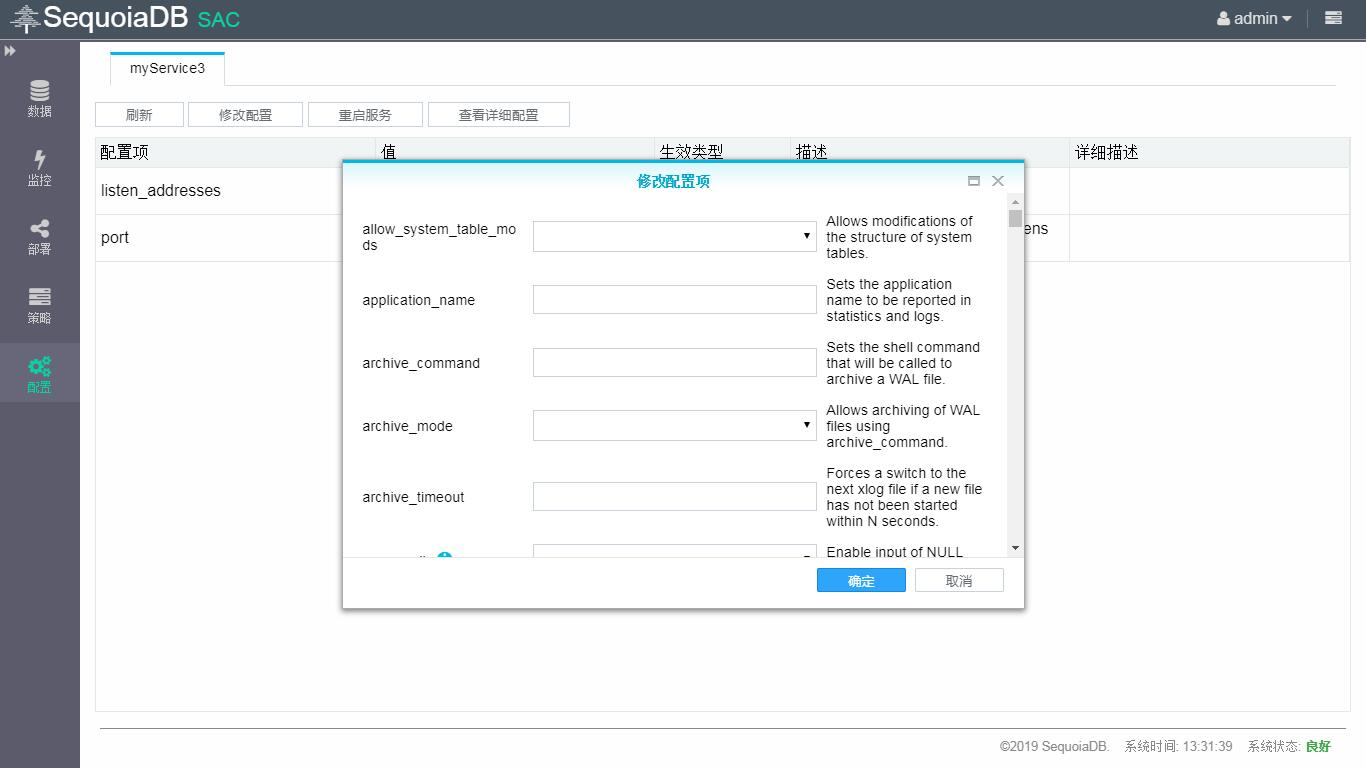 SequoiaDB SAC
admin
myService3
数据
监控
部署
策略
配置
刷新
修改配置
重启服务
查看详细配置
配置项
值
生效类型
描述
详细描述
listen_addresses
port
ens
修改配置项
allow_system_table_mo
ds
Allows modifications of
the structure of system
tables.
application_name
Sets the application
name to be reported in
statistics and logs.
archive_command
Sets the shell command
that will be called to
archive a WAL file.
archive_mode
Allows archiving of WAL
files using
archive_command.
archive_timeout
Forces a switch to the
next xlog file if a new file
has not been started
within N seconds.
Enable input of NULL
确定
取消
©2019 SequoiaDB.
系统时间: 13:31:39
系统状态: 良好